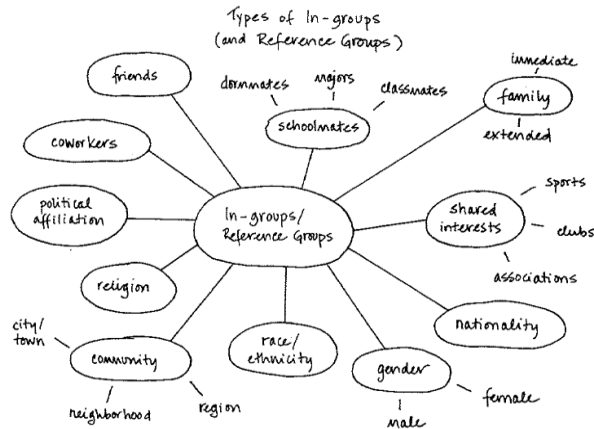 Types of In-groups
(and Reference Groups)
friends
dormmates
majors
classmates
schoolmates
immediate
family
extended
coworkers
political
affiliation
In-groups/
Reference Groups
shared
interests
sports
clubs
associations
religion
nationality
city/
town
community
neighborhood
region
race/
ethnicity
gender
female
male